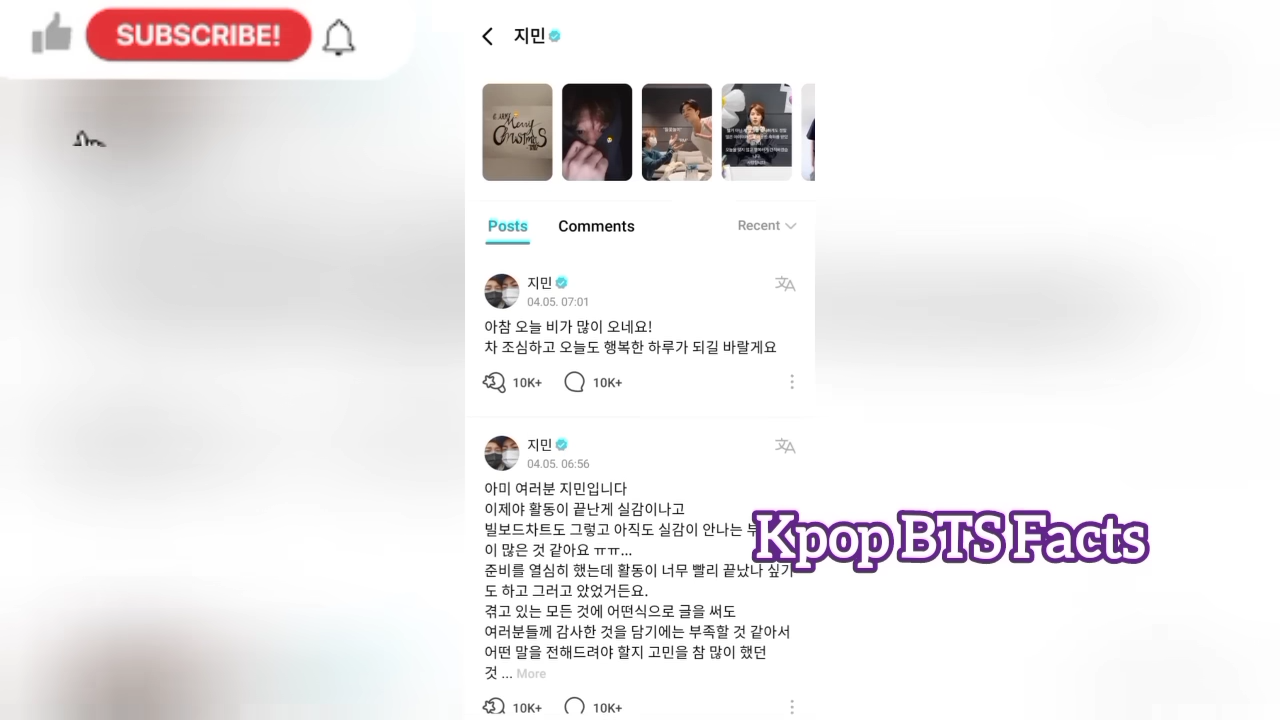 SUBSCRIBE!
지민
Merry
Christmas
Posts
Comments
Recent
지민
04.05. 07:01
아참 오늘 비가 많이 오네요!
차 조심하고 오늘도 행복한 하루가 되길 바랄게요
10K+
10K+
지민
04.05. 06:56
아미 여러분 지민입니다
이제야 활동이 끝난게 실감이나고
빌보드차트도 그렇고 아직도 실감이 안나는
이 많은 것 같아요 ㅠㅠ...
준비를 열심히 했는데 활동이 너무 빨리 끝났나 싶기
도 하고 그러고 았었거든요.
겪고 있는 모든 것에 어떤식으로 글을 써도
여러분들께 감사한 것을 담기에는 부족할 것 같아서
어떤 말을 전해드려야 할지 고민을 참 많이 했던
것 ... More
10K+
10K+
Kpop BTS Facts